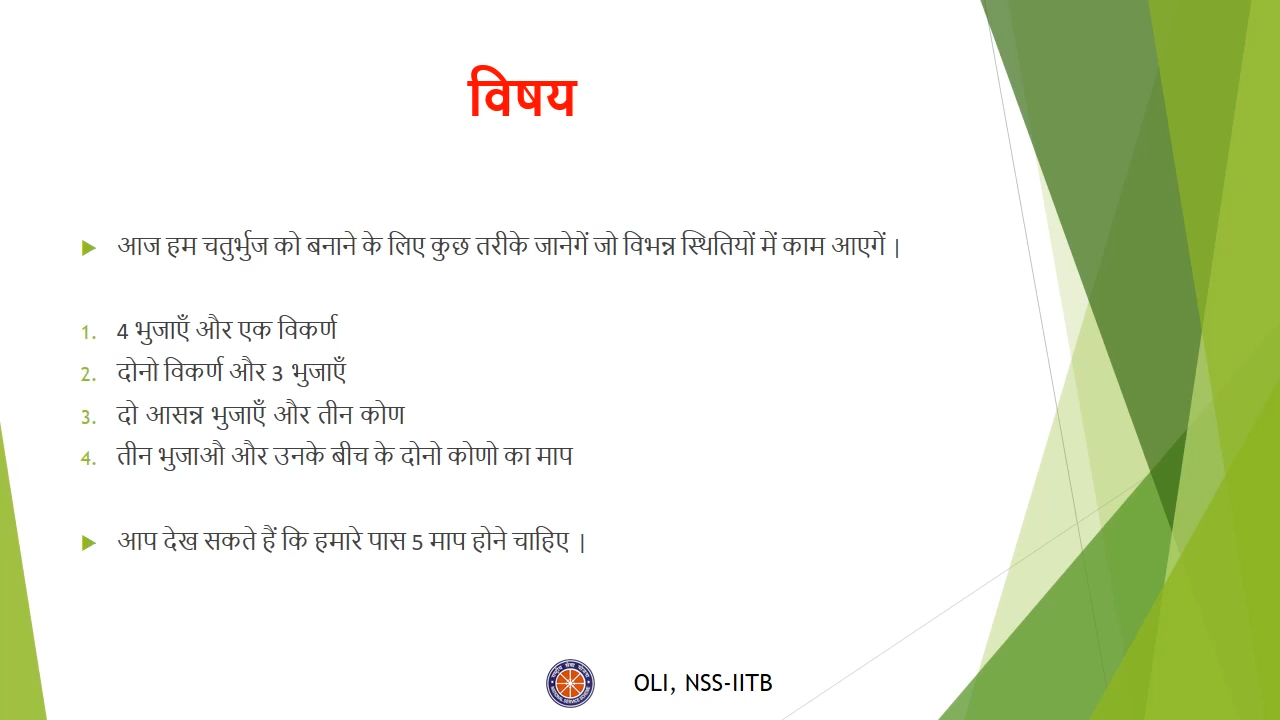 विषय
आज हम चतुर्भुज को बनाने के लिए कुछ तरीके जानेगें जो विभन्न स्थितियों में काम आएगें |
1. 4 भुजाएँ और एक विकर्ण
2. दोनो विकर्ण और 3 भुजाएँ
3. दो आसन्न भुजाएँ और तीन कोण
4. तीन भुजाऔ और उनके बीच के दोनो कोणो का माप
आप देख सकते हैं कि हमारे पास 5 माप होने चाहिए |
OLI, NSS-IITB